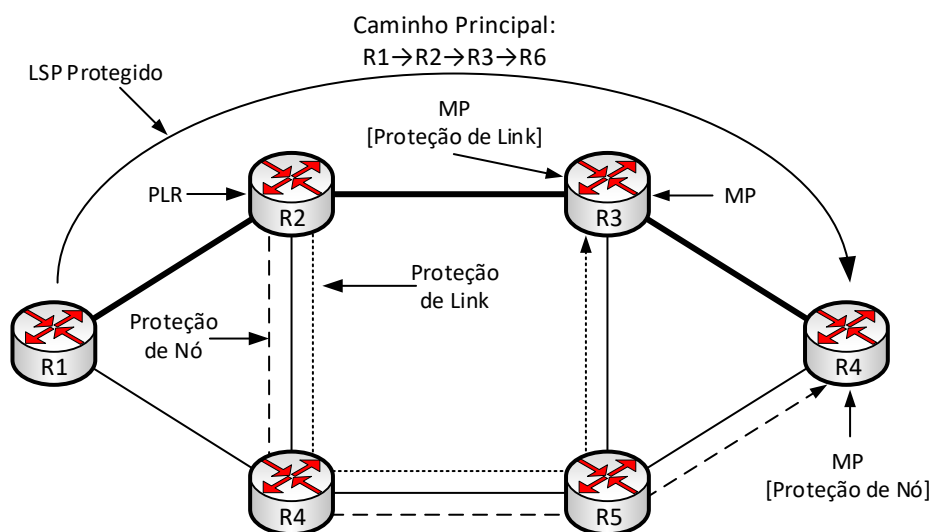 Caminho Principal:
R1→R2→R3→R6
LSP Protegido
MP
[Proteção de Link]
PLR
R2
R3
MP
Proteção
de Link
Proteção
de Nó
R1
R4
R4
R5
MP
[Proteção de Nó]